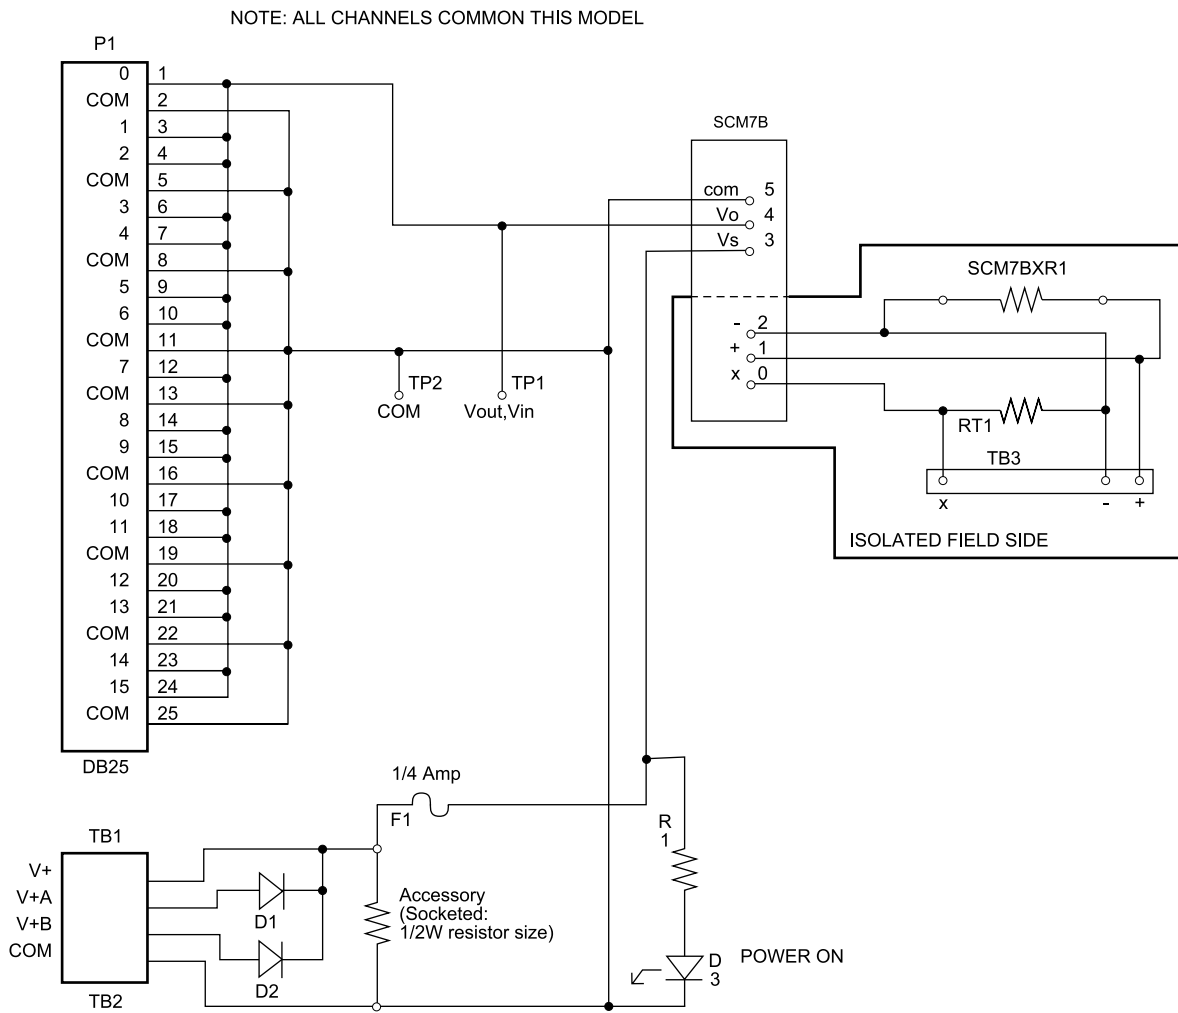 NOTE: ALL CHANNELS COMMON THIS MODEL
P1
0 1
COM 2
1 3
2 4
COM 5
3 6
4 7
COM 8
5 9
6 10
COM 11
7 12
COM 13
8 14
9 15
COM 16
10 17
11 18
COM 19
12 20
13 21
COM 22
14 23
15 24
COM 25
DB25
TP2
COM
TP1
Vout,Vin
SCM7B
com 5
Vo 4
Vs 3
- 2
+ 1
x 0
SCM7BXR1
RT1
TB3
x - +
ISOLATED FIELD SIDE
1/4 Amp
F1
TB1
V+
V+A
V+B
COM
TB2
D1
D2
Accessory
(Socketed:
1/2W resistor size)
R
1
D
3
POWER ON